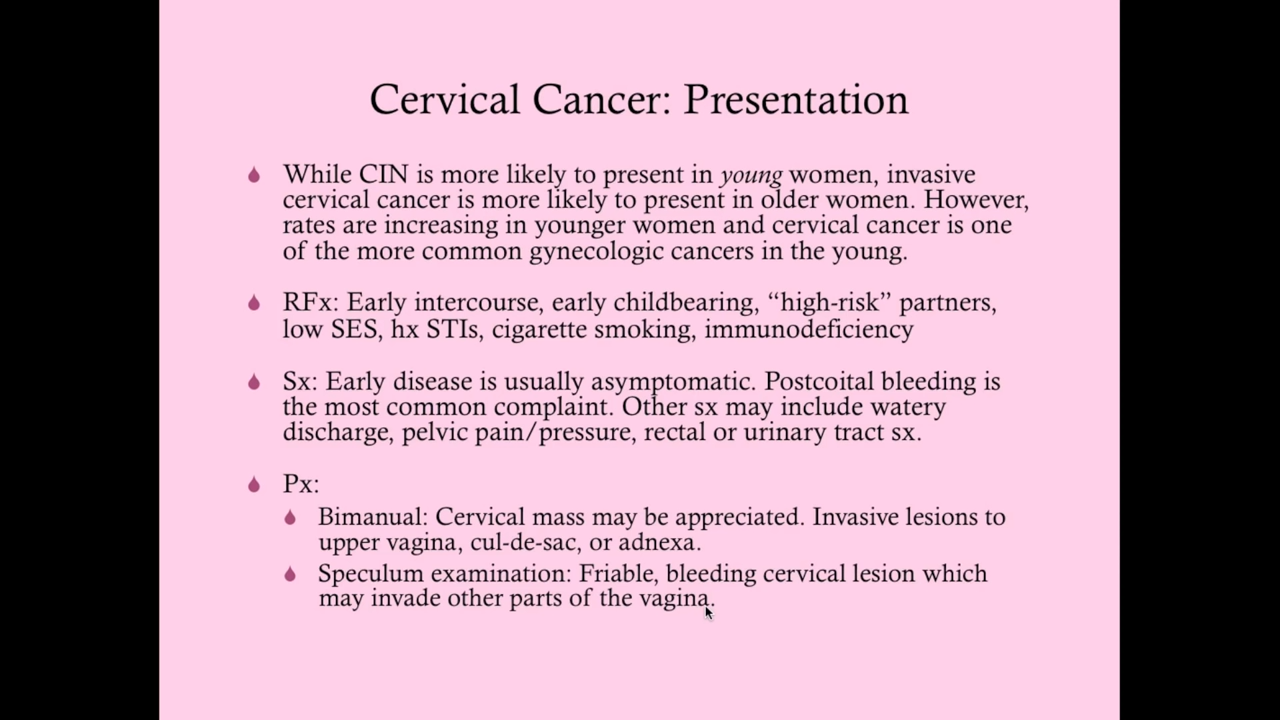 Cervical Cancer: Presentation
While CIN is more likely to present in young women, invasive
cervical cancer is more likely to present in older women. However,
rates are increasing in younger women and cervical cancer is one
of the more common gynecologic cancers in the young.
RFx: Early intercourse, early childbearing, “high-risk” partners,
low SES, hx STIs, cigarette smoking, immunodeficiency
Sx: Early disease is usually asymptomatic. Postcoital bleeding is
the most common complaint. Other sx may include watery
discharge, pelvic pain/pressure, rectal or urinary tract sx.
Px:
Bimanual: Cervical mass may be appreciated. Invasive lesions to
upper vagina, cul-de-sac, or adnexa.
Speculum examination: Friable, bleeding cervical lesion which
may invade other parts of the vagina.